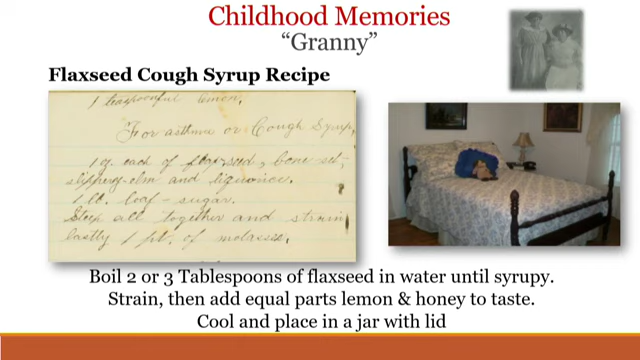 Childhood Memories
“Granny”
Flaxseed Cough Syrup Recipe
1 teaspoonful lemon,
For asthma or Cough Syrup,
each of flaxseed, bone-set,
slippery-elm and liquorice.
1 lb. loaf-sugar.
Steep all together and strain
lastly 1 pt. of molasses.
Boil 2 or 3 Tablespoons of flaxseed in water until syrupy.
Strain, then add equal parts lemon & honey to taste.
Cool and place in a jar with lid